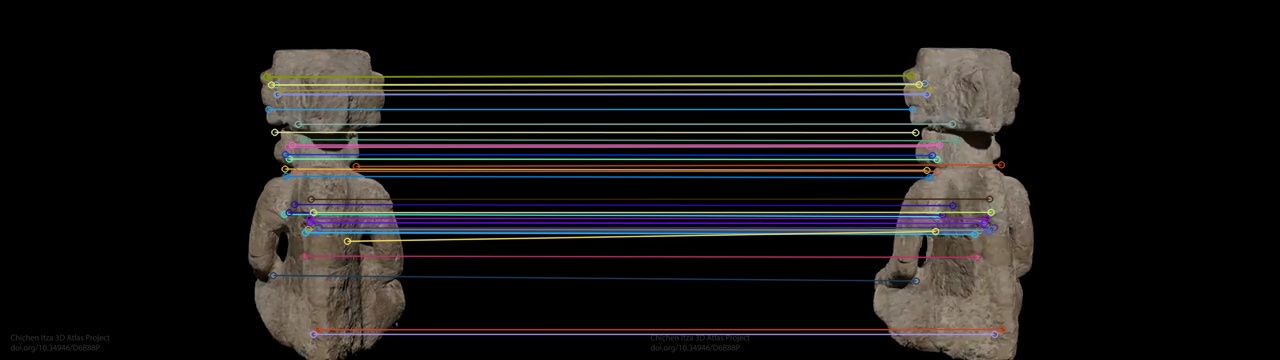 Chichen Itza 3D Atlas Project
doi.org/10.34946/D6B88P
Chichen Itza 3D Atlas Project
doi.org/10.34946/D6B88P